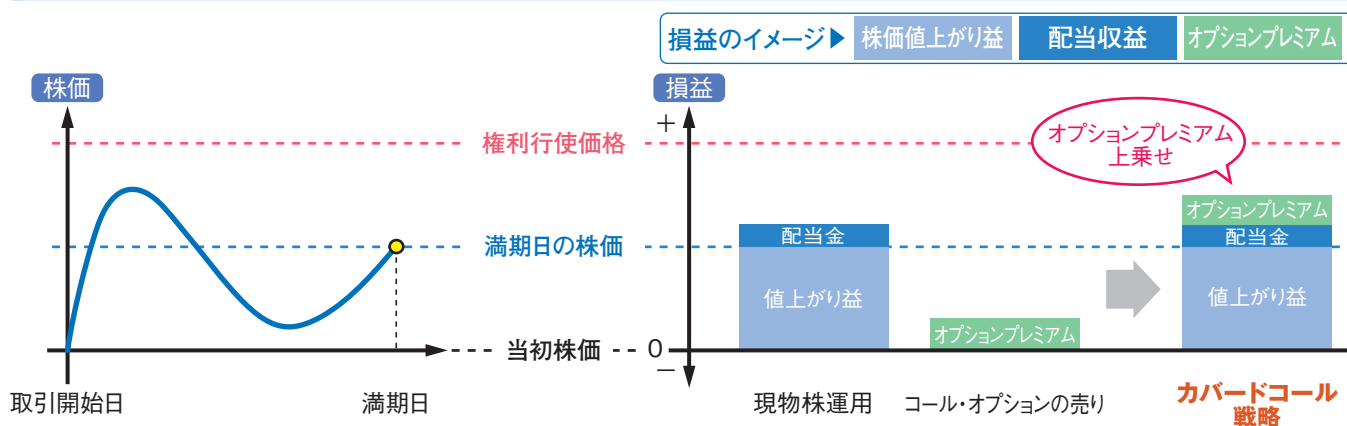 損益のイメージ▶ 株価値上がり益 配当収益 オプションプレミアム
株価
損益
+
権利行使価格
オプションプレミアム
上乗せ
オプションプレミアム
満期日の株価
配当金
配当金
値上がり益
値上がり益
オプションプレミアム
当初株価
0
−
取引開始日
満期日
現物株運用
コール・オプションの売り
カバードコール
戦略